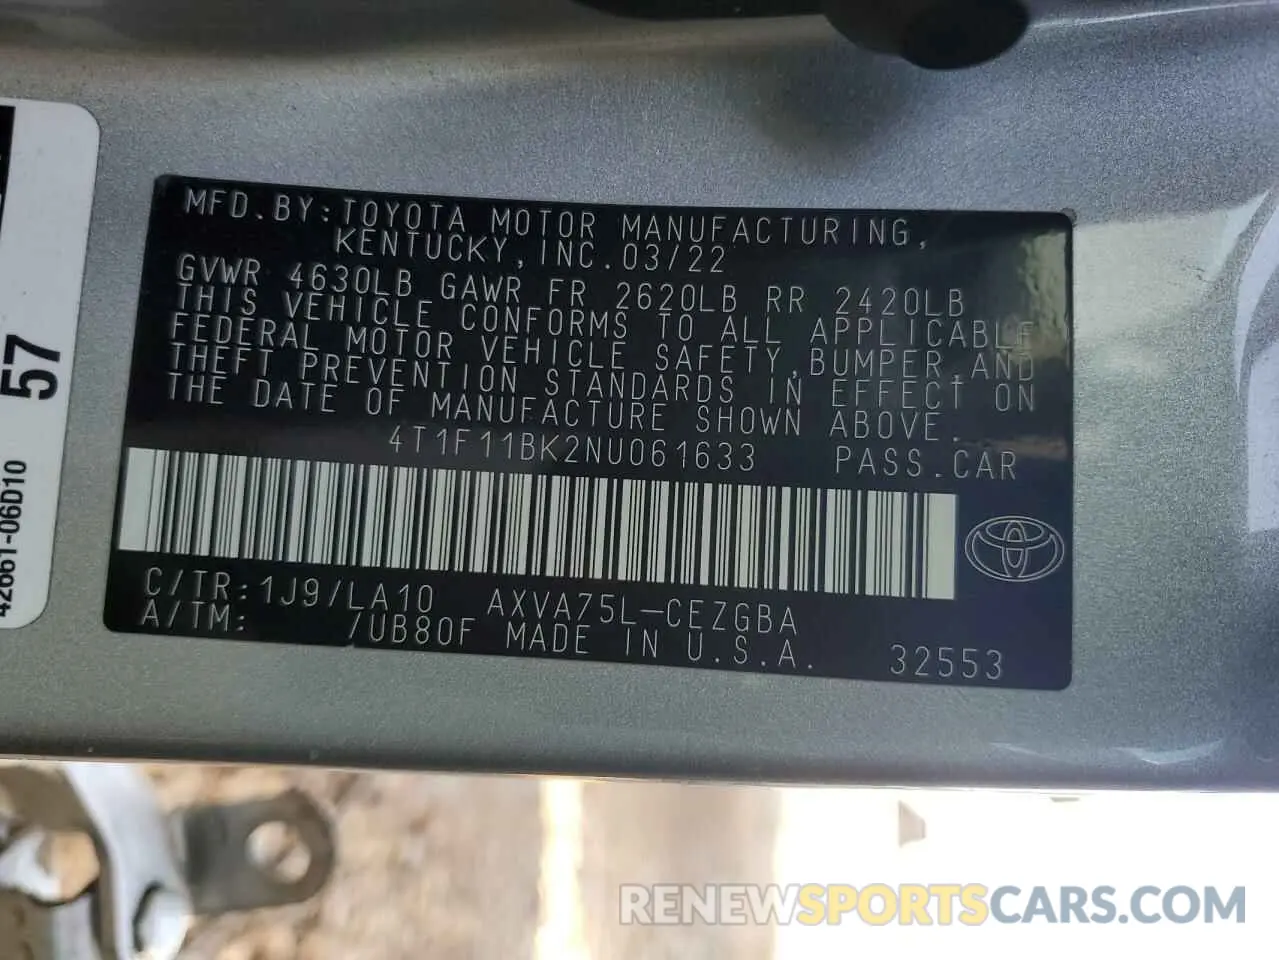 MFD.BY:TOYOTA MOTOR MANUFACTURING,
KENTUCKY,INC.03/22
GVWR 4630LB GAWR FR 2620LB RR 2420LB
THIS VEHICLE CONFORMS TO ALL APPLICABLE
FEDERAL MOTOR VEHICLE SAFETY,BUMPER,AND
THEFT PREVENTION STANDARDS IN EFFECT ON
THE DATE OF MANUFACTURE SHOWN ABOVE.
4T1F11BK2NU061633 PASS.CAR
C/TR:1J9/LA10 AXVA75L-CEZGBA
A/TM: /UB80F MADE IN U.S.A. 32553
57
42661-06D10
RENEWSPORTSCARS.COM